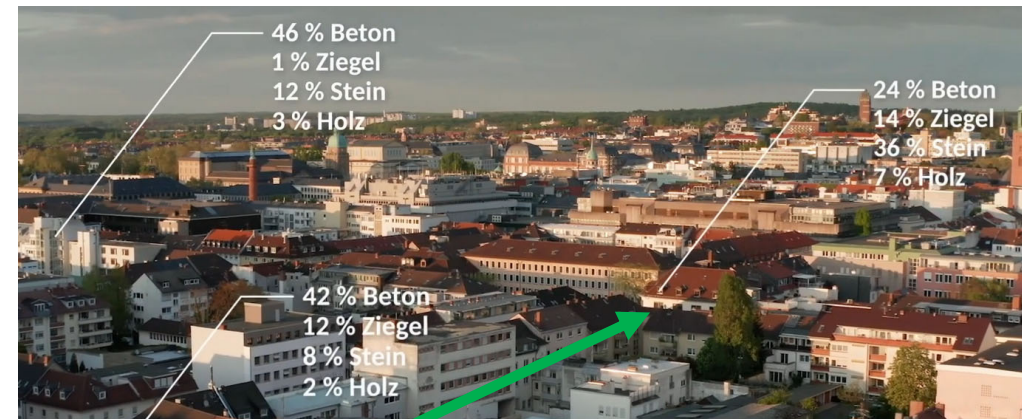 46 % Beton
1 % Ziegel
12 % Stein
3 % Holz
24 % Beton
14 % Ziegel
36 % Stein
7 % Holz
42 % Beton
12 % Ziegel
8 % Stein
2 % Holz